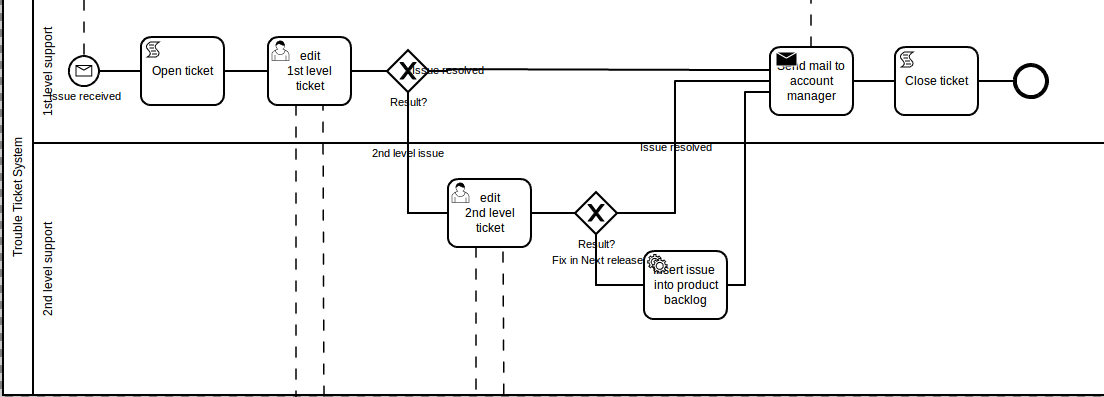 Trouble Ticket System
1st level support
Issue received
Open ticket
edit
1st level
ticket
Issue resolved
Result?
2nd level issue
Send mail to
account
manager
Close ticket
2nd level support
edit
2nd level
ticket
Issue resolved
Result?
Fix in Next release
Insert issue
into product
backlog